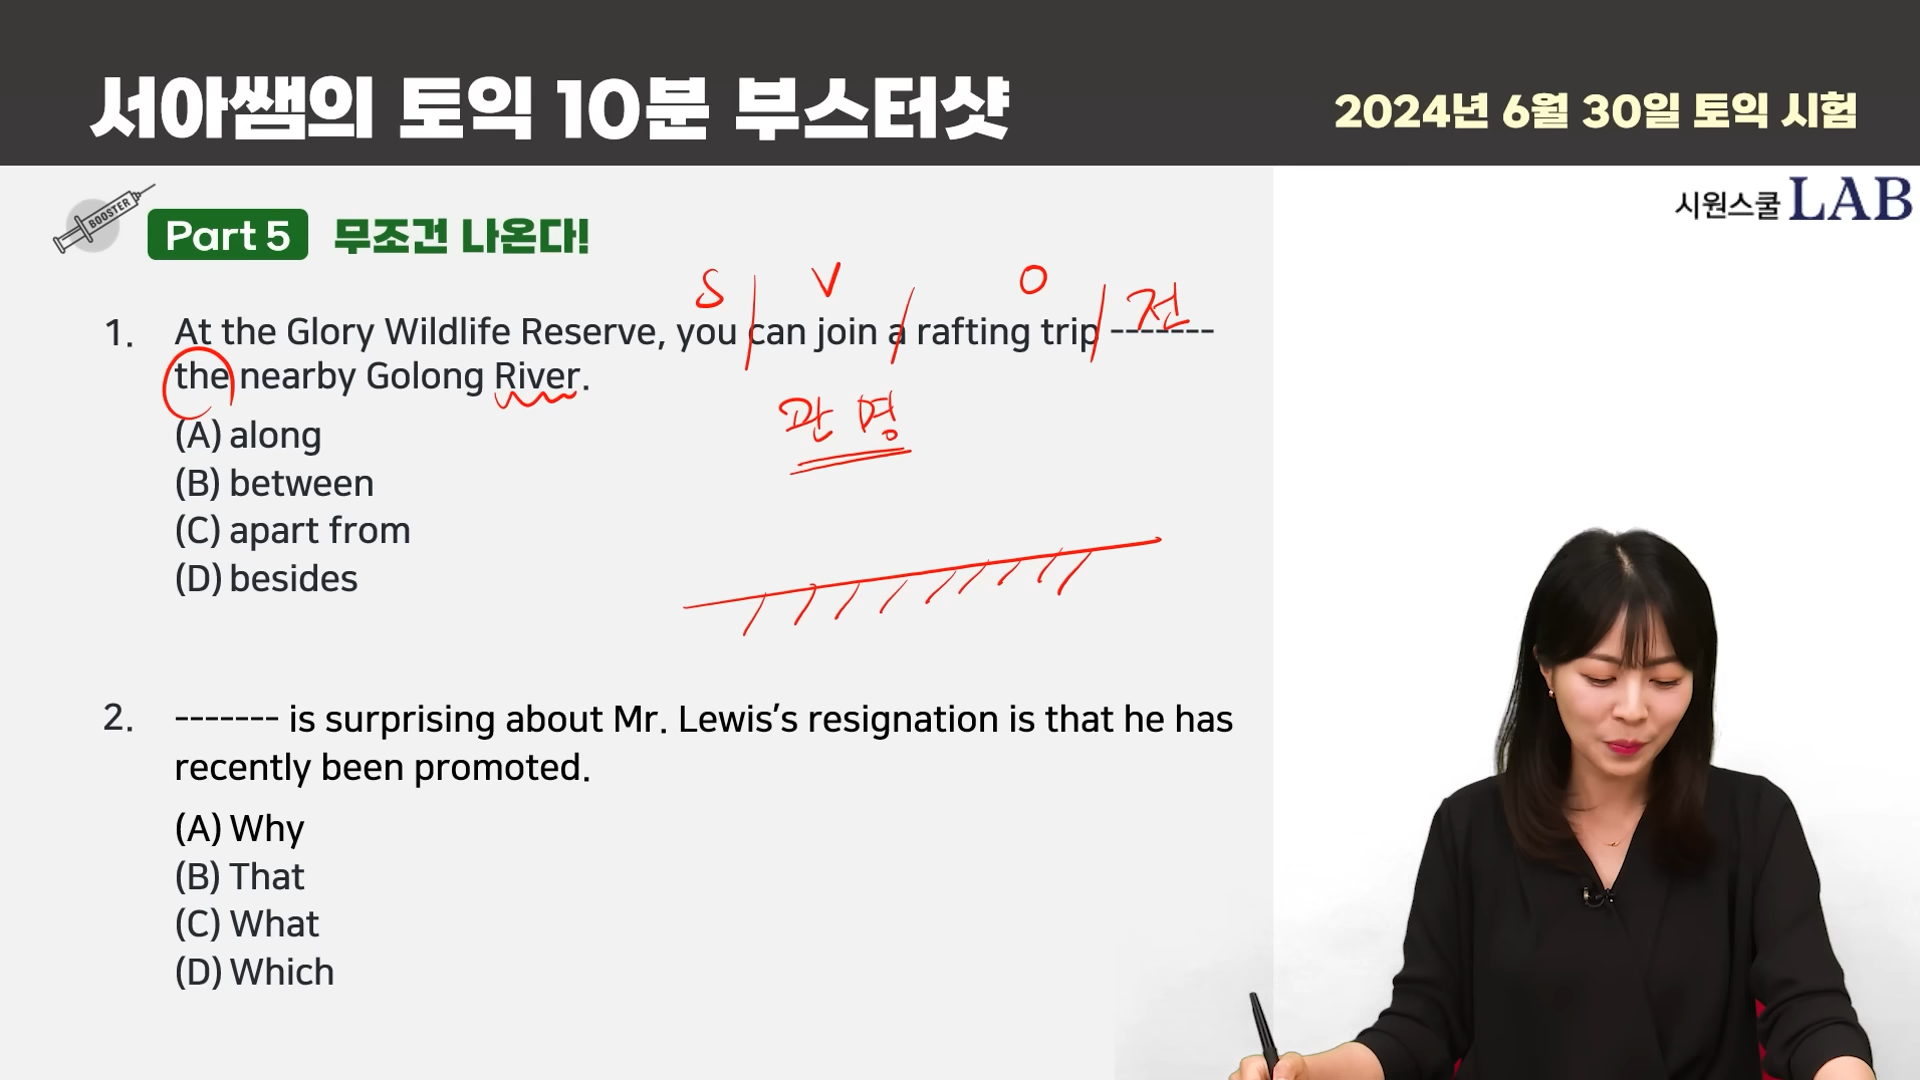 서아쌤의 토익 10분 부스터샷
2024년 6월 30일 토익 시험
시원스쿨 LAB
BOOSTER
Part 5 무조건 나온다!
S V O 전
1. At the Glory Wildlife Reserve, you can join a rafting trip -------
the nearby Golong River.
관 명
(A) along
(B) between
(C) apart from
(D) besides
2. ------- is surprising about Mr. Lewis's resignation is that he has
recently been promoted.
(A) Why
(B) That
(C) What
(D) Which